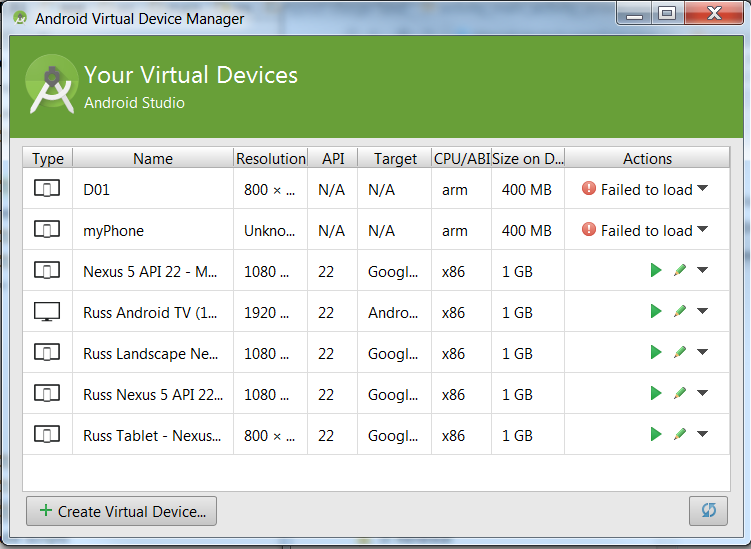 Android Virtual Device Manager
Your Virtual Devices
Android Studio
Type Name Resolution API Target CPU/ABI Size on D... Actions
D01 800 × ... N/A N/A arm 400 MB Failed to load
myPhone Unkno... N/A N/A arm 400 MB Failed to load
Nexus 5 API 22 - M... 1080 ... 22 Googl... x86 1 GB
Russ Android TV (1... 1920 ... 22 Andro... x86 1 GB
Russ Landscape Ne... 1080 ... 22 Googl... x86 1 GB
Russ Nexus 5 API 22... 1080 ... 22 Googl... x86 1 GB
Russ Tablet - Nexus... 800 × ... 22 Googl... x86 1 GB
Create Virtual Device...